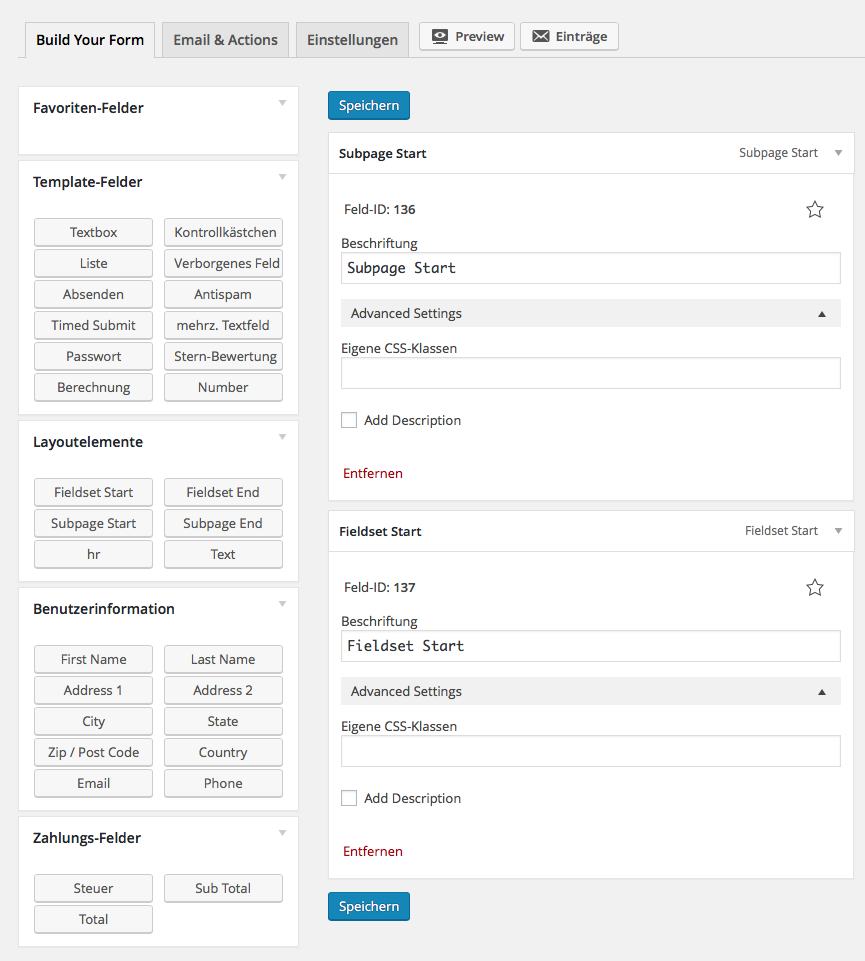 Build Your Form
Email & Actions
Einstellungen
Preview
Einträge
Favoriten-Felder
Template-Felder
Textbox
Kontrollkästchen
Liste
Verborgenes Feld
Absenden
Antispam
Timed Submit
mehrz. Textfeld
Passwort
Stern-Bewertung
Berechnung
Number
Layoutelemente
Fieldset Start
Fieldset End
Subpage Start
Subpage End
hr
Text
Benutzerinformation
First Name
Last Name
Address 1
Address 2
City
State
Zip / Post Code
Country
Email
Phone
Zahlungs-Felder
Steuer
Sub Total
Total
Speichern
Subpage Start
Subpage Start
Feld-ID: 136
Beschriftung
Subpage Start
Advanced Settings
Eigene CSS-Klassen
Add Description
Entfernen
Fieldset Start
Fieldset Start
Feld-ID: 137
Beschriftung
Fieldset Start
Advanced Settings
Eigene CSS-Klassen
Add Description
Entfernen
Speichern